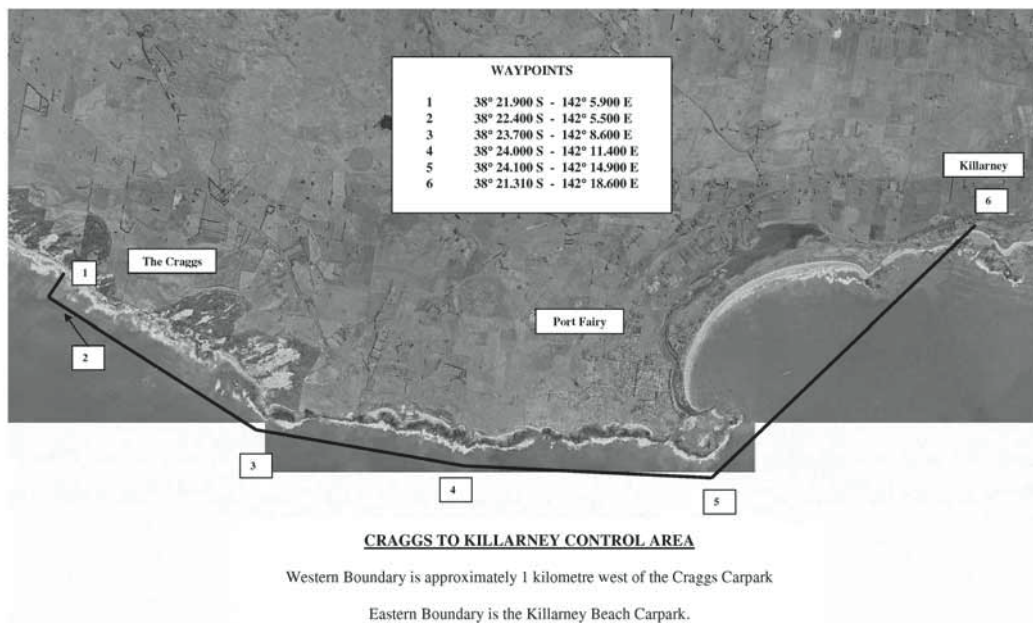 WAYPOINTS
1 38° 21.900 S - 142° 5.900 E
2 38° 22.400 S - 142° 5.500 E
3 38° 23.700 S - 142° 8.600 E
4 38° 24.000 S - 142° 11.400 E
5 38° 24.100 S - 142° 14.900 E
6 38° 21.310 S - 142° 18.600 E
Killarney
6
The Craggs
1
Port Fairy
2
3
4
5
CRAGGS TO KILLARNEY CONTROL AREA
Western Boundary is approximately 1 kilometre west of the Craggs Carpark
Eastern Boundary is the Killarney Beach Carpark.